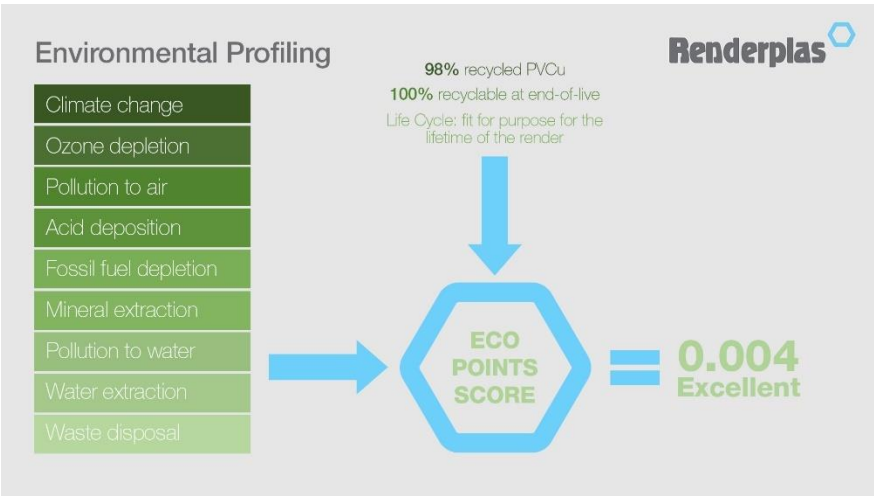 Environmental Profiling
Renderplas
98% recycled PVCu
100% recyclable at end-of-live
Life Cycle: fit for purpose for the
lifetime of the render
Climate change
Ozone depletion
Pollution to air
Acid deposition
Fossil fuel depletion
Mineral extraction
Pollution to water
Water extraction
Waste disposal
ECO
POINTS
SCORE
=
0.004
Excellent